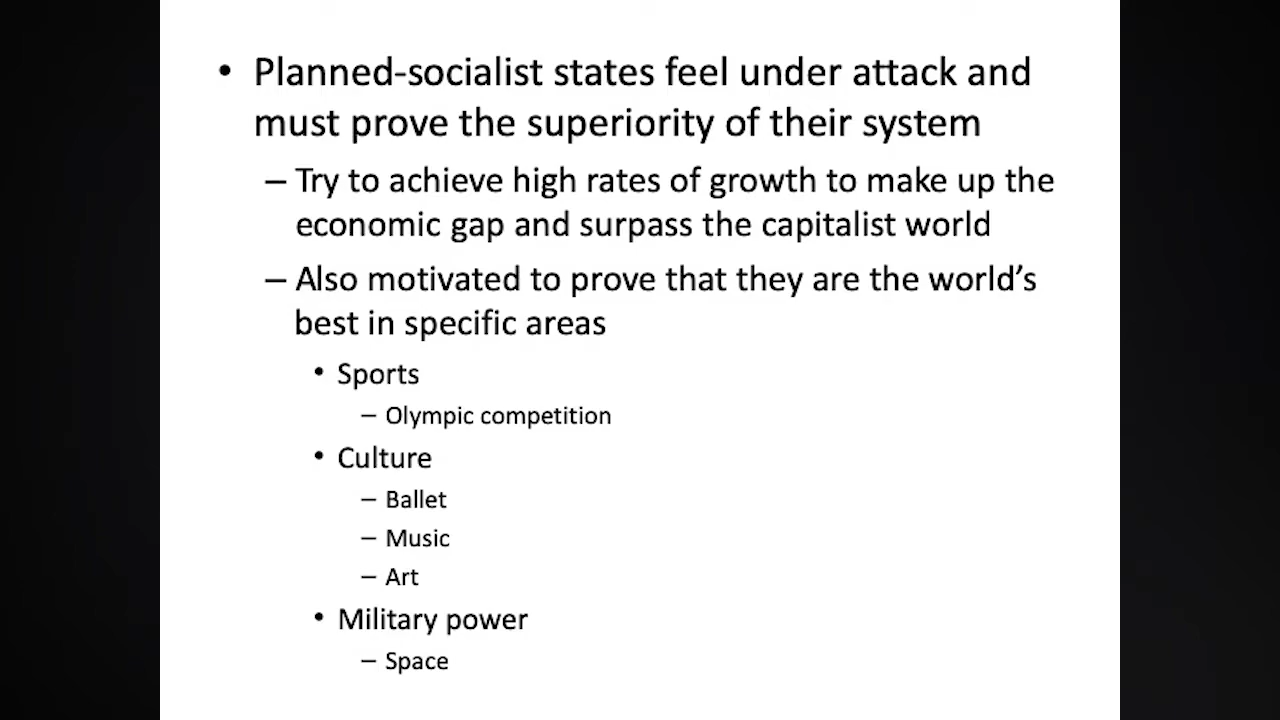 • Planned-socialist states feel under attack and
must prove the superiority of their system
– Try to achieve high rates of growth to make up the
economic gap and surpass the capitalist world
– Also motivated to prove that they are the world’s
best in specific areas
• Sports
– Olympic competition
• Culture
– Ballet
– Music
– Art
• Military power
– Space